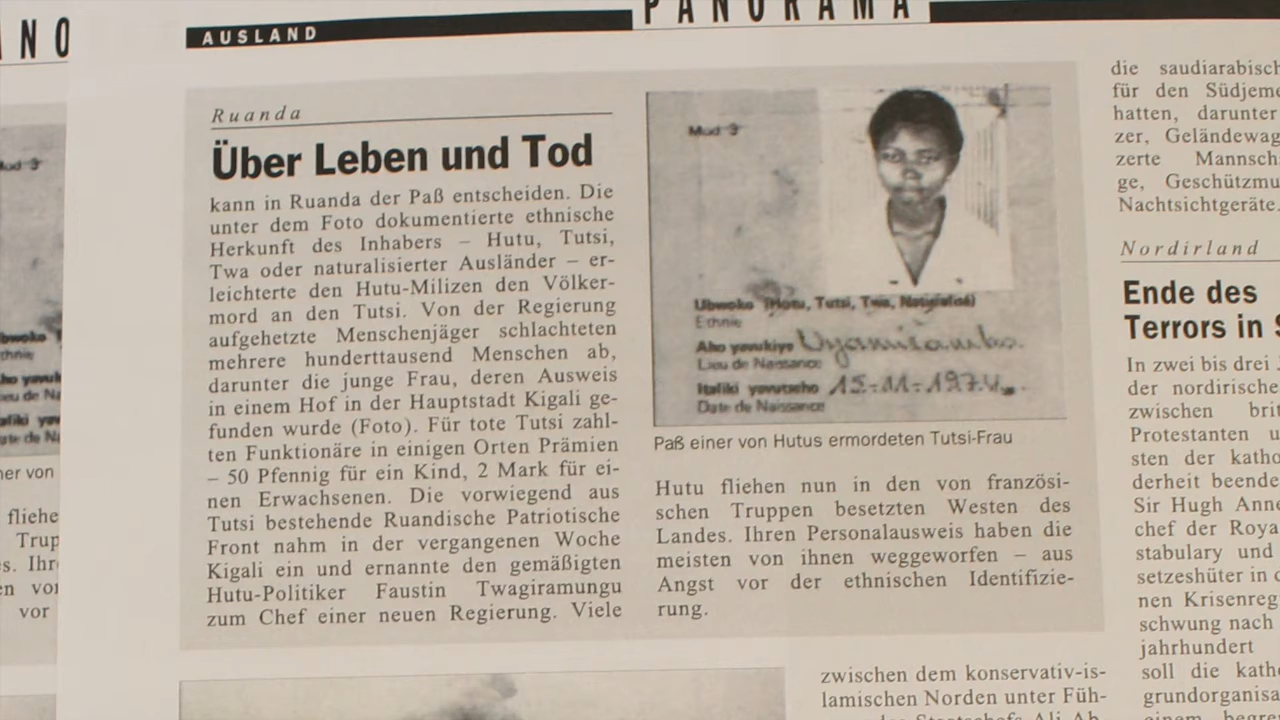 NO
AUSLAND
PANORAMA
Ruanda
Über Leben und Tod
kann in Ruanda der Paß entscheiden. Die
unter dem Foto dokumentierte ethnische
Herkunft des Inhabers – Hutu, Tutsi,
Twa oder naturalisierter Ausländer – er-
leichterte den Hutu-Milizen den Völker-
mord an den Tutsi. Von der Regierung
aufgehetzte Menschenjäger schlachteten
mehrere hunderttausend Menschen ab,
darunter die junge Frau, deren Ausweis
in einem Hof in der Hauptstadt Kigali ge-
funden wurde (Foto). Für tote Tutsi zahl-
ten Funktionäre in einigen Orten Prämien
– 50 Pfennig für ein Kind, 2 Mark für ei-
nen Erwachsenen. Die vorwiegend aus
Tutsi bestehende Ruandische Patriotische
Front nahm in der vergangenen Woche
Kigali ein und ernannte den gemäßigten
Hutu-Politiker Faustin Twagiramungu
zum Chef einer neuen Regierung. Viele
Ubwoko (Hutu, Tutsi, Twa, Naturalisé)
Ethnie
Aho yavukiye
Lieu de Naissance
Itariki yavutseho 15-11-1974
Date de Naissance
Paß einer von Hutus ermordeten Tutsi-Frau
Hutu fliehen nun in den von französi-
schen Truppen besetzten Westen des
Landes. Ihren Personalausweis haben die
meisten von ihnen weggeworfen – aus
Angst vor der ethnischen Identifizie-
rung.
zwischen dem konservativ-is-
lamischen Norden unter Füh-
die saudiarabisch
für den Südjeme
hatten, darunter
zer, Geländewag
zerte Mannsch
ge, Geschützmu
Nachtsichtgeräte.
Nordirland
Ende des
Terrors in
In zwei bis drei
der nordirische
zwischen brit
Protestanten u
sten der katho
derheit beende
Sir Hugh Anne
chef der Roya
stabulary und
setzeshüter in
nen Krisenreg
schwung nach
jahrhundert
soll die kath
grundorganisa